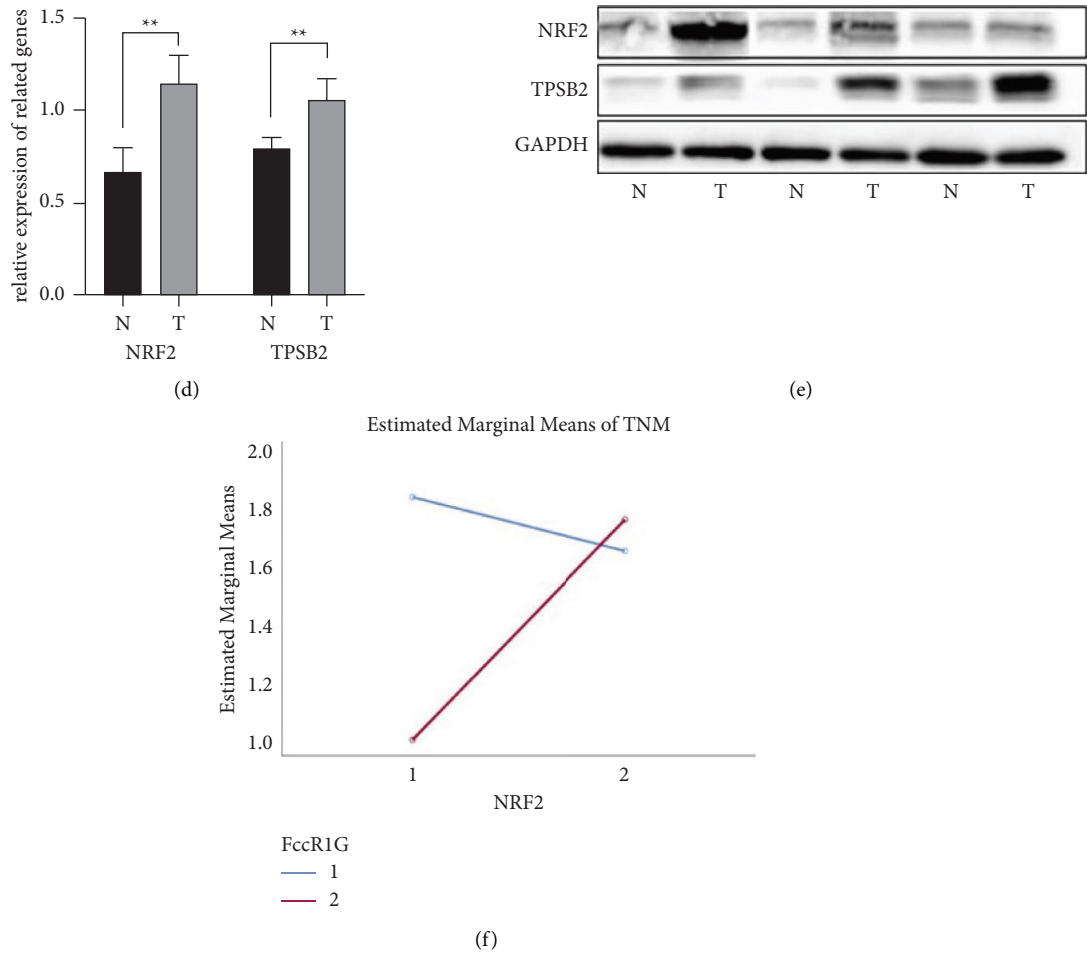 relative expression of related genes
1.5
1.0
0.5
0.0
**
**
N T N T
NRF2 TPSB2
(d)
NRF2
TPSB2
GAPDH
N T N T N T
(e)
Estimated Marginal Means of TNM
Estimated Marginal Means
2.0
1.8
1.6
1.4
1.2
1.0
1 2
NRF2
FccR1G
1
2
(f)